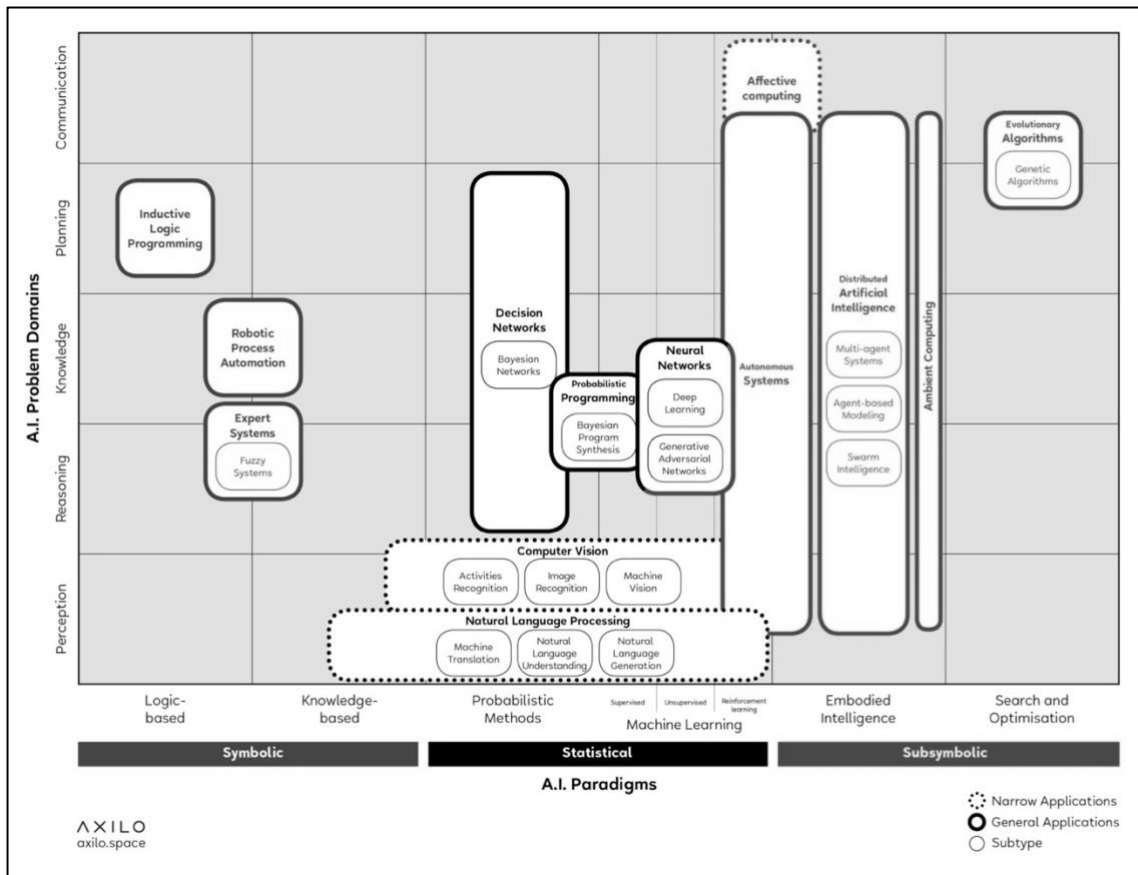 A.I. Problem Domains
Communication
Planning
Knowledge
Reasoning
Perception
Affective
computing
Evolutionary
Algorithms
Genetic
Algorithms
Inductive
Logic
Programming
Robotic
Process
Automation
Expert
Systems
Fuzzy
Systems
Decision
Networks
Bayesian
Networks
Probabilistic
Programming
Bayesian
Program
Synthesis
Neural
Networks
Deep
Learning
Generative
Adversarial
Networks
Autonomous
Systems
Distributed
Artificial
Intelligence
Multi-agent
Systems
Agent-based
Modeling
Swarm
Intelligence
Ambient Computing
Computer Vision
Activities
Recognition
Image
Recognition
Machine
Vision
Natural Language Processing
Machine
Translation
Natural
Language
Understanding
Natural
Language
Generation
Logic-
based
Knowledge-
based
Probabilistic
Methods
Supervised
Unsupervised
Reinforcement
learning
Machine Learning
Embodied
Intelligence
Search and
Optimisation
Symbolic
Statistical
Subsymbolic
A.I. Paradigms
AXILO
axilo.space
Narrow Applications
General Applications
Subtype